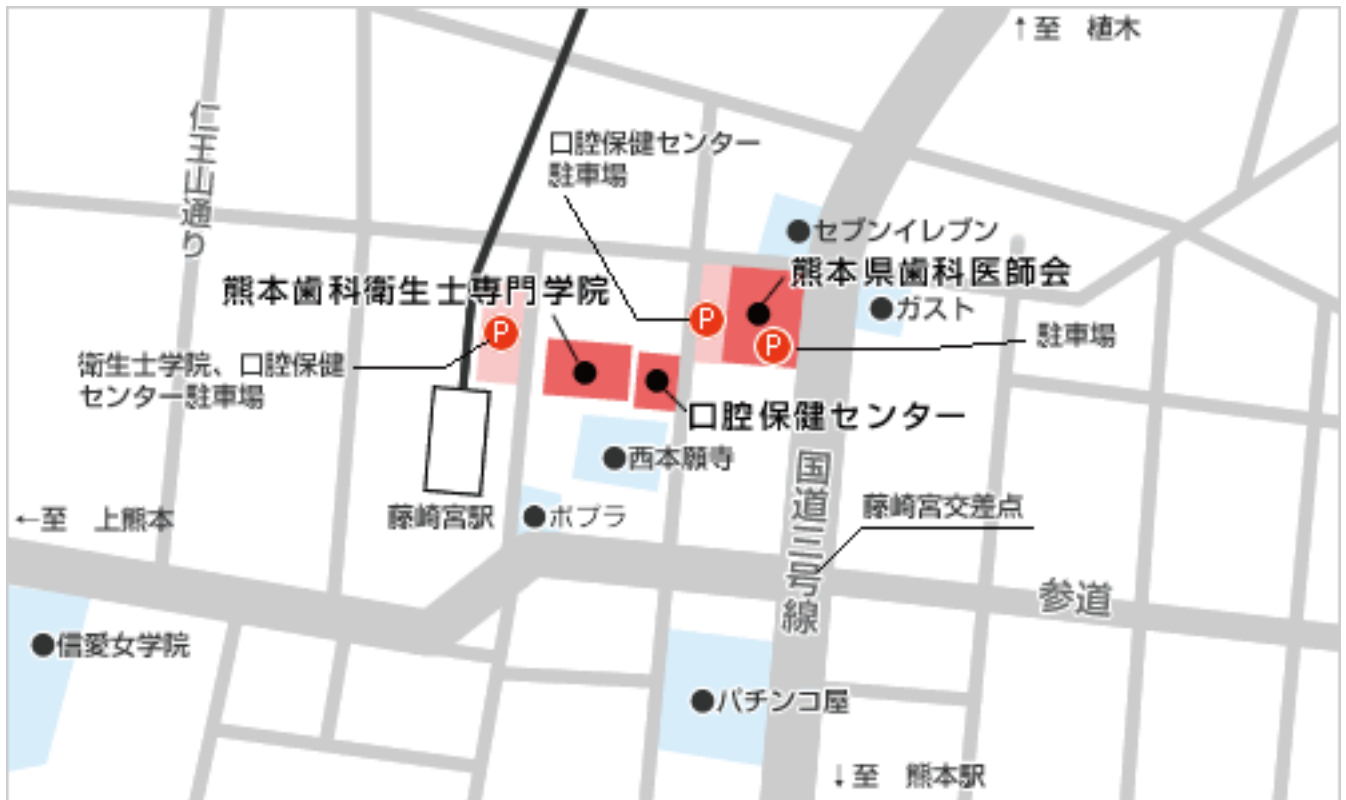 ↑至 植木
仁王山通り
口腔保健センター
駐車場
セブンイレブン
熊本県歯科医師会
熊本歯科衛生士専門学院
P
P
P
ガスト
駐車場
衛生士学院、口腔保健
センター駐車場
口腔保健センター
西本願寺
国道三号線
藤崎宮交差点
藤崎宮駅
ポプラ
←至 上熊本
参道
信愛女学院
パチンコ屋
↓至 熊本駅